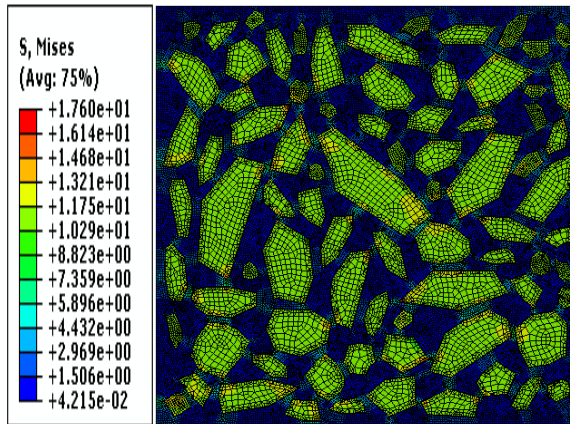 S, Mises
(Avg: 75%)
+1.760e+01
+1.614e+01
+1.468e+01
+1.321e+01
+1.175e+01
+1.029e+01
+8.823e+00
+7.359e+00
+5.896e+00
+4.432e+00
+2.969e+00
+1.506e+00
+4.215e-02